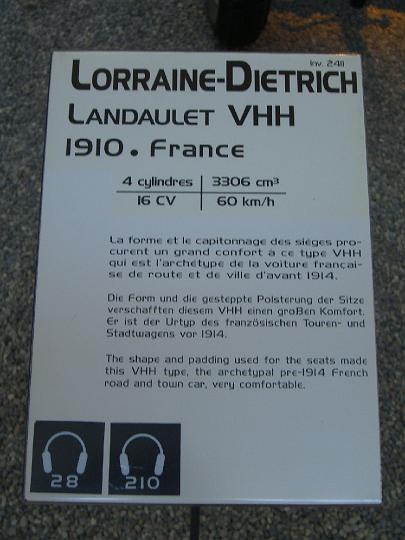 Inv. 2411
LORRAINE-DIETRICH
LANDAULET VHH
1910 . France
4 cylindres 3306 cm³
16 CV 60 km/h
La forme et le capitonnage des sièges pro-
curent un grand confort à ce type VHH
qui est l'archétype de la voiture françai-
se de route et de ville d'avant 1914.
Die Form und die gesteppte Polsterung der Sitze
verschafften diesem VHH einen großen Komfort.
Er ist der Urtyp des französischen Touren- und
Stadtwagens vor 1914.
The shape and padding used for the seats made
this VHH type, the archetypal pre-1914 French
road and town car, very comfortable.
28 210